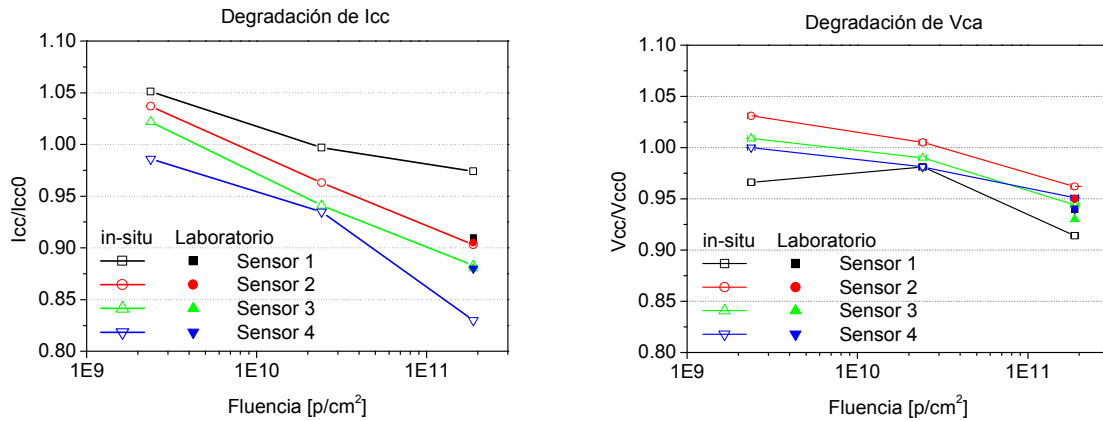 Degradación de Icc
1.10
1.05
1.00
0.95
0.90
0.85
0.80
Icc/Icc0
in-situ Laboratorio
Sensor 1
Sensor 2
Sensor 3
Sensor 4
1E9 1E10 1E11
Fluencia [p/cm²]
Degradación de Vca
1.10
1.05
1.00
0.95
0.90
0.85
0.80
Vcc/Vcc0
in-situ Laboratorio
Sensor 1
Sensor 2
Sensor 3
Sensor 4
1E9 1E10 1E11
Fluencia [p/cm²]